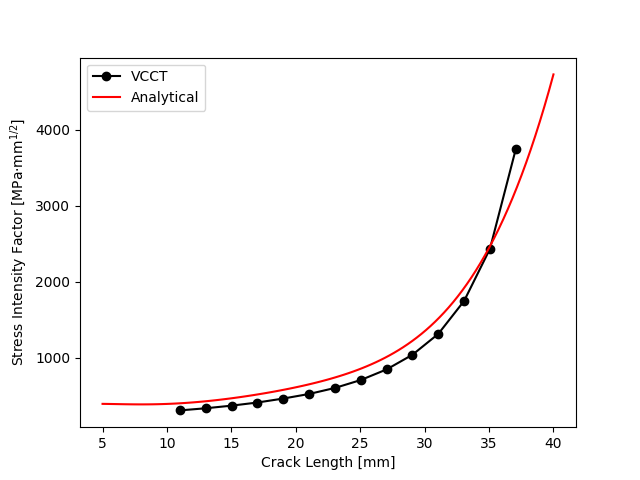 VCCT
Analytical
Stress Intensity Factor [MPa·mm^{1/2}]
4000
3000
2000
1000
5 10 15 20 25 30 35 40
Crack Length [mm]